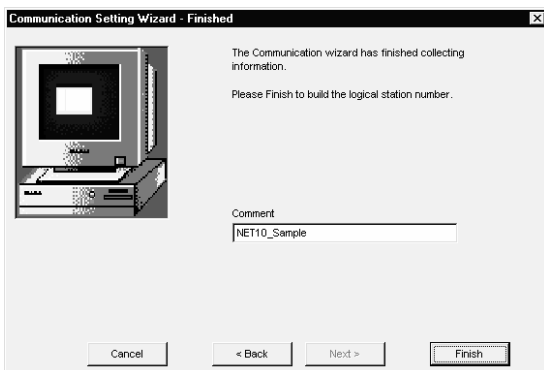 Communication Setting Wizard - Finished
The Communication wizard has finished collecting
information.
Please Finish to build the logical station number.
Comment
NET10_Sample
Cancel
< Back
Next >
Finish